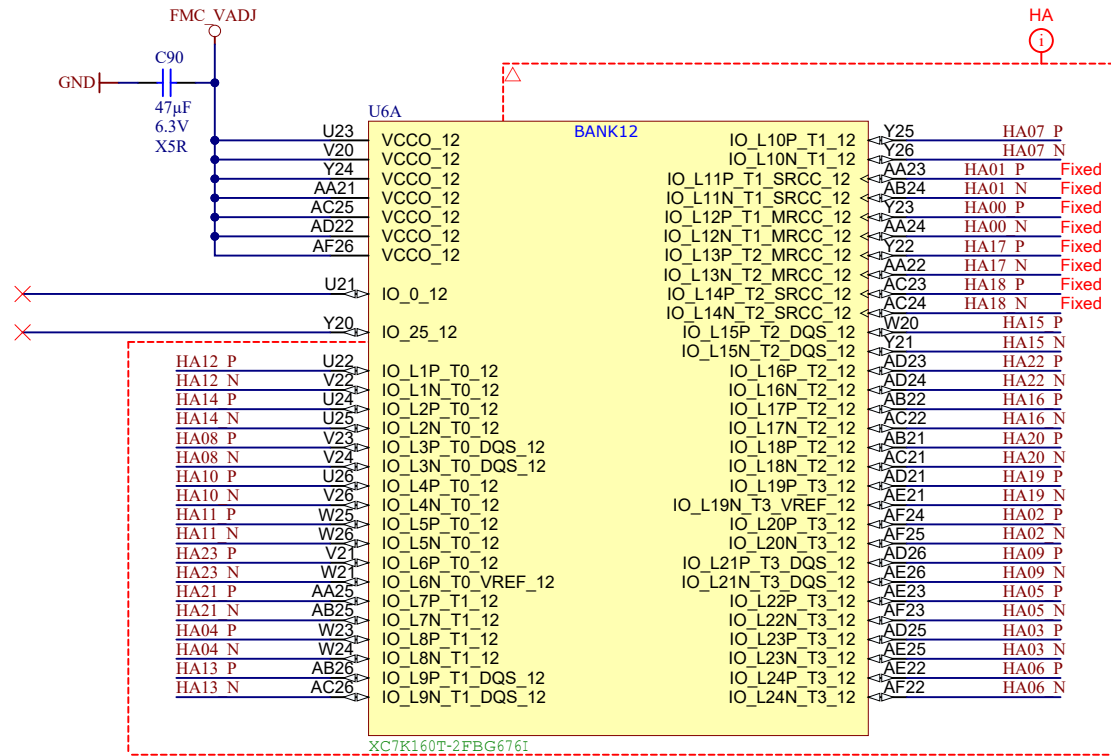 FMC_VADJ
HA
i
C90
GND
47µF
6.3V
X5R
U6A
BANK12
U23 VCCO_12
V20 VCCO_12
Y24 VCCO_12
AA21 VCCO_12
AC25 VCCO_12
AD22 VCCO_12
AF26 VCCO_12
U21 IO_0_12
Y20 IO_25_12
HA12_P U22 IO_L1P_T0_12
HA12_N V22 IO_L1N_T0_12
HA14_P U24 IO_L2P_T0_12
HA14_N U25 IO_L2N_T0_12
HA08_P V23 IO_L3P_T0_DQS_12
HA08_N V24 IO_L3N_T0_DQS_12
HA10_P U26 IO_L4P_T0_12
HA10_N V26 IO_L4N_T0_12
HA11_P W25 IO_L5P_T0_12
HA11_N W26 IO_L5N_T0_12
HA23_P V21 IO_L6P_T0_12
HA23_N W21 IO_L6N_T0_VREF_12
HA21_P AA25 IO_L7P_T1_12
HA21_N AB25 IO_L7N_T1_12
HA04_P W23 IO_L8P_T1_12
HA04_N W24 IO_L8N_T1_12
HA13_P AB26 IO_L9P_T1_DQS_12
HA13_N AC26 IO_L9N_T1_DQS_12
IO_L10P_T1_12 Y25 HA07_P
IO_L10N_T1_12 Y26 HA07_N
IO_L11P_T1_SRCC_12 AA23 HA01_P Fixed
IO_L11N_T1_SRCC_12 AB24 HA01_N Fixed
IO_L12P_T1_MRCC_12 Y23 HA00_P Fixed
IO_L12N_T1_MRCC_12 AA24 HA00_N Fixed
IO_L13P_T2_MRCC_12 Y22 HA17_P Fixed
IO_L13N_T2_MRCC_12 AA22 HA17_N Fixed
IO_L14P_T2_SRCC_12 AC23 HA18_P Fixed
IO_L14N_T2_SRCC_12 AC24 HA18_N Fixed
IO_L15P_T2_DQS_12 W20 HA15_P
IO_L15N_T2_DQS_12 Y21 HA15_N
IO_L16P_T2_12 AD23 HA22_P
IO_L16N_T2_12 AD24 HA22_N
IO_L17P_T2_12 AB22 HA16_P
IO_L17N_T2_12 AC22 HA16_N
IO_L18P_T2_12 AB21 HA20_P
IO_L18N_T2_12 AC21 HA20_N
IO_L19P_T3_12 AD21 HA19_P
IO_L19N_T3_VREF_12 AE21 HA19_N
IO_L20P_T3_12 AF24 HA02_P
IO_L20N_T3_12 AF25 HA02_N
IO_L21P_T3_DQS_12 AD26 HA09_P
IO_L21N_T3_DQS_12 AE26 HA09_N
IO_L22P_T3_12 AE23 HA05_P
IO_L22N_T3_12 AF23 HA05_N
IO_L23P_T3_12 AD25 HA03_P
IO_L23N_T3_12 AE25 HA03_N
IO_L24P_T3_12 AE22 HA06_P
IO_L24N_T3_12 AF22 HA06_N
XC7K160T-2FBG676I